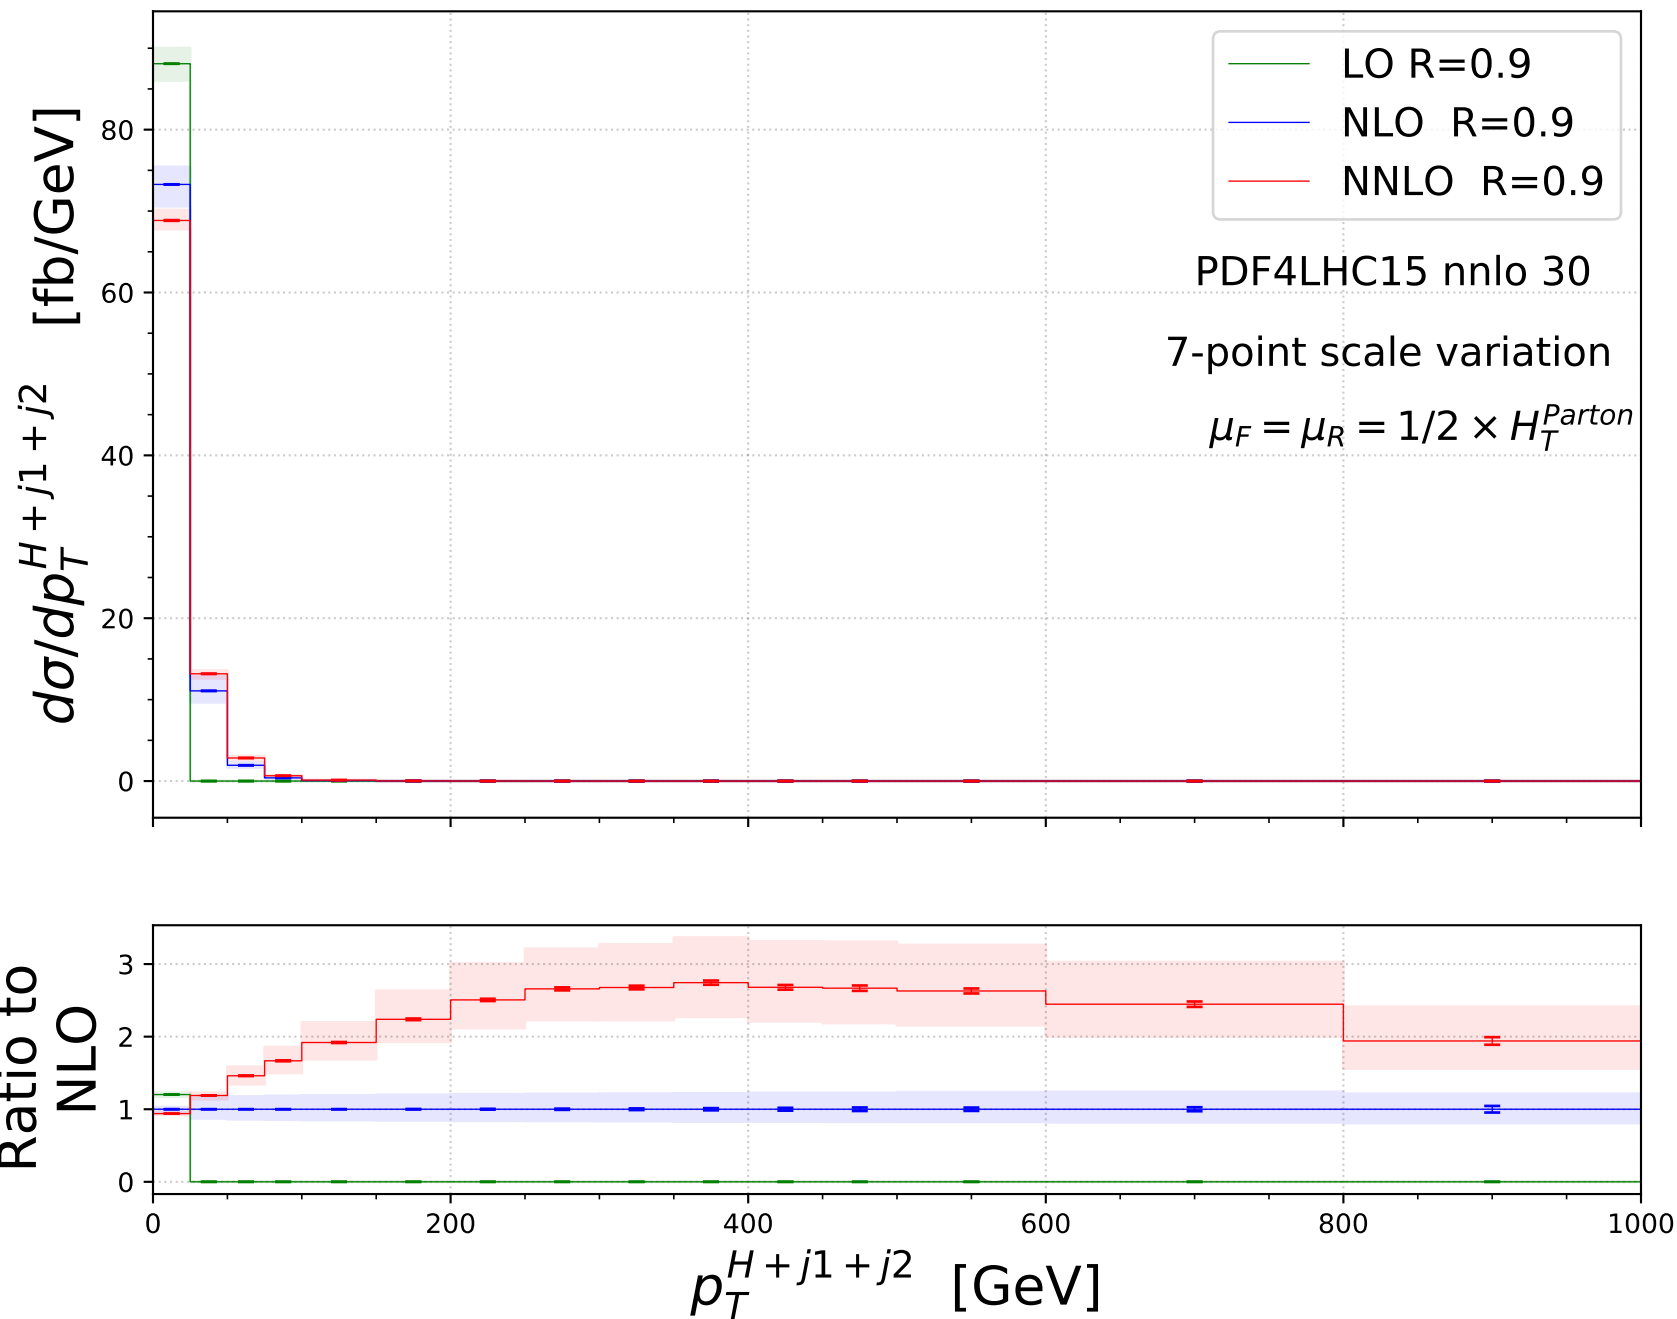 LO R=0.9
NLO R=0.9
NNLO R=0.9
PDF4LHC15 nnlo 30
7-point scale variation
μ_F = μ_R = 1/2 × H_T^{Parton}
dσ/dp_T^{H+j1+j2} [fb/GeV]
80
60
40
20
0
Ratio to
NLO
3
2
1
0
0 200 400 600 800 1000
p_T^{H+j1+j2} [GeV]